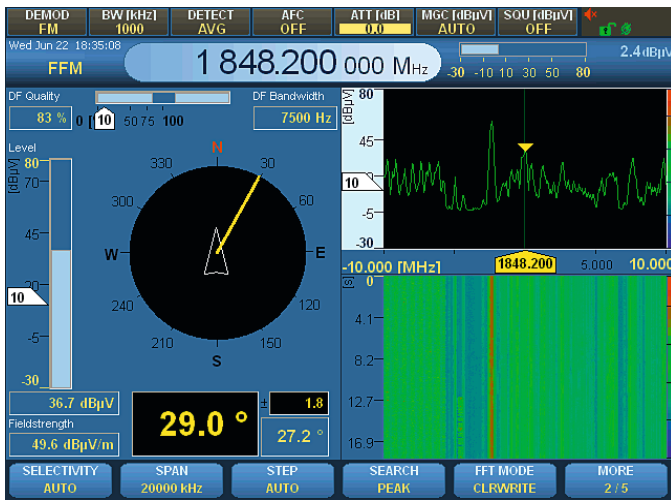 DEMOD BW [kHz] DETECT AFC ATT [dB] MGC [dBµV] SQU [dBµV]
FM 1000 AVG OFF 0.0 AUTO OFF
Wed Jun 22 18:35:08
FFM
1 848.200 000 MHz
2.4 dBµV
-30 -10 10 30 50 80
DF Quality
83 %
0 [10 50 75 100
10
DF Bandwidth
7500 Hz
Level
[dBµV]
80
70
45
20
10
-5
-30
36.7 dBµV
Fieldstrength
49.6 dBµV/m
N
30
60
E
120
150
S
210
240
W
300
330
29.0 °
± 1.8
27.2 °
[dBµV]
80
45
10
-5
-30
-10.000 [MHz] 1848.200 5.000 10.000
[s]
0
4.1
8.2
12.7
16.9
SELECTIVITY SPAN STEP SEARCH FFT MODE MORE
AUTO 20000 kHz AUTO PEAK CLRWRITE 2 / 5